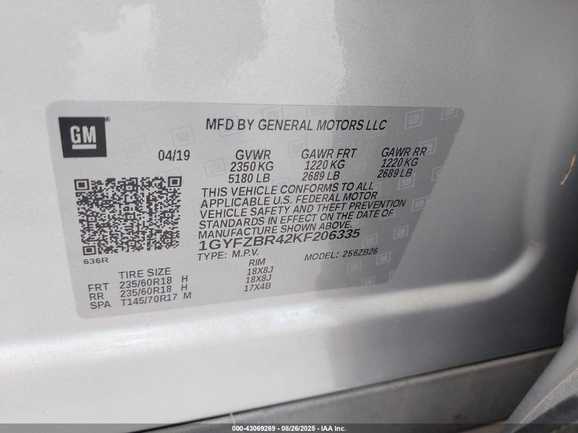 GM®
MFD BY GENERAL MOTORS LLC
04/19 GVWR GAWR FRT GAWR RR
2350 KG 1220 KG 1220 KG
5180 LB 2689 LB 2689 LB
THIS VEHICLE CONFORMS TO ALL
APPLICABLE U.S. FEDERAL MOTOR
VEHICLE SAFETY AND THEFT PREVENTION
STANDARDS IN EFFECT ON THE DATE OF
MANUFACTURE SHOWN ABOVE.
1GYFZBR42KF206335
TYPE: M.P.V. MODEL: 256ZB26
636R
TIRE SIZE RIM
FRT 235/60R18 H 18X8J
RR 235/60R18 H 18X8J
SPA T145/70R17 M 17X4B
000-43069269 - 08/26/2025 - IAA Inc.